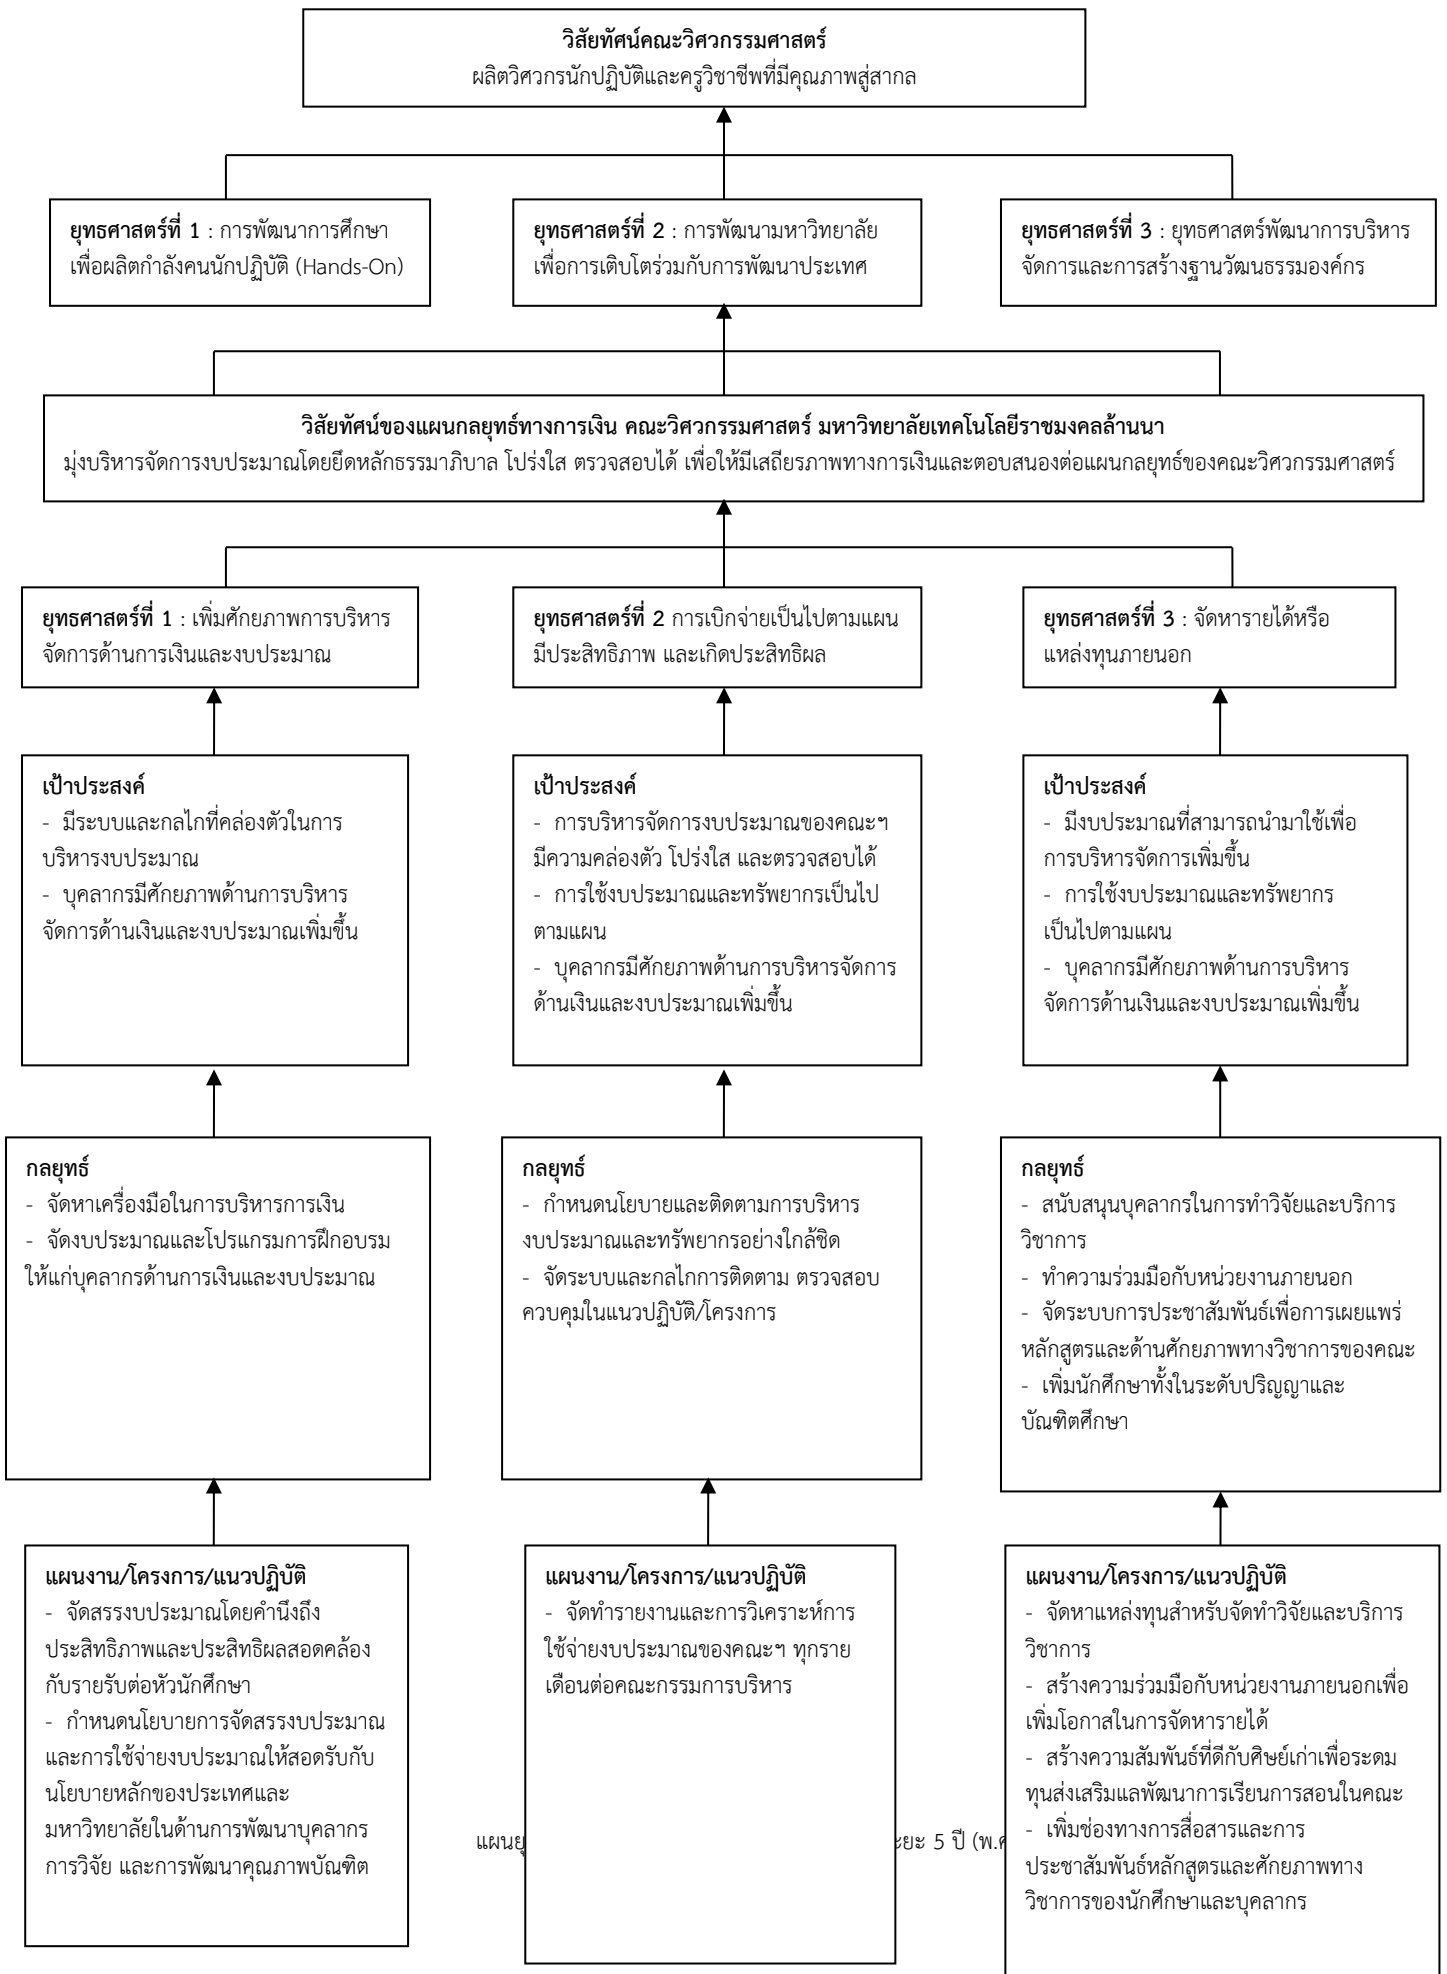 วิสัยทัศน์คณะวิศวกรรมศาสตร์
ผลิตวิศวกรนักปฏิบัติและครูวิชาชีพที่มีคุณภาพสู่สากล
ยุทธศาสตร์ที่ 1 : การพัฒนาการศึกษา
เพื่อผลิตกำลังคนนักปฏิบัติ (Hands-On)
ยุทธศาสตร์ที่ 2 : การพัฒนามหาวิทยาลัย
เพื่อการเติบโตร่วมกับการพัฒนาประเทศ
ยุทธศาสตร์ที่ 3 : ยุทธศาสตร์พัฒนาการบริหาร
จัดการและการสร้างฐานวัฒนธรรมองค์กร
วิสัยทัศน์ของแผนกลยุทธ์ทางการเงิน คณะวิศวกรรมศาสตร์ มหาวิทยาลัยเทคโนโลยีราชมงคลล้านนา
มุ่งบริหารจัดการงบประมาณโดยยึดหลักธรรมาภิบาล โปร่งใส ตรวจสอบได้ เพื่อให้มีเสถียรภาพทางการเงินและตอบสนองต่อแผนกลยุทธ์ของคณะวิศวกรรมศาสตร์
ยุทธศาสตร์ที่ 1 : เพิ่มศักยภาพการบริหาร
จัดการด้านการเงินและงบประมาณ
ยุทธศาสตร์ที่ 2 การเบิกจ่ายเป็นไปตามแผน
มีประสิทธิภาพ และเกิดประสิทธิผล
ยุทธศาสตร์ที่ 3 : จัดหารายได้หรือ
แหล่งทุนภายนอก
เป้าประสงค์
- มีระบบและกลไกที่คล่องตัวในการ
บริหารงบประมาณ
- บุคลากรมีศักยภาพด้านการบริหาร
จัดการด้านเงินและงบประมาณเพิ่มขึ้น
เป้าประสงค์
- การบริหารจัดการงบประมาณของคณะฯ
มีความคล่องตัว โปร่งใส และตรวจสอบได้
- การใช้งบประมาณและทรัพยากรเป็นไป
ตามแผน
- บุคลากรมีศักยภาพด้านการบริหารจัดการ
ด้านเงินและงบประมาณเพิ่มขึ้น
เป้าประสงค์
- มีงบประมาณที่สามารถนำมาใช้เพื่อ
การบริหารจัดการเพิ่มขึ้น
- การใช้งบประมาณและทรัพยากร
เป็นไปตามแผน
- บุคลากรมีศักยภาพด้านการบริหาร
จัดการด้านเงินและงบประมาณเพิ่มขึ้น
กลยุทธ์
- จัดหาเครื่องมือในการบริหารการเงิน
- จัดงบประมาณและโปรแกรมการฝึกอบรม
ให้แก่บุคลากรด้านการเงินและงบประมาณ
กลยุทธ์
- กำหนดนโยบายและติดตามการบริหาร
งบประมาณและทรัพยากรอย่างใกล้ชิด
- จัดระบบและกลไกการติดตาม ตรวจสอบ
ควบคุมในแนวปฏิบัติ/โครงการ
กลยุทธ์
- สนับสนุนบุคลากรในการทำวิจัยและบริการ
วิชาการ
- ทำความร่วมมือกับหน่วยงานภายนอก
- จัดระบบการประชาสัมพันธ์เพื่อการเผยแพร่
หลักสูตรและด้านศักยภาพทางวิชาการของคณะ
- เพิ่มนักศึกษาทั้งในระดับปริญญาและ
บัณฑิตศึกษา
แผนงาน/โครงการ/แนวปฏิบัติ
- จัดสรรงบประมาณโดยคำนึงถึง
ประสิทธิภาพและประสิทธิผลสอดคล้อง
กับรายรับต่อหัวนักศึกษา
- กำหนดนโยบายการจัดสรรงบประมาณ
และการใช้จ่ายงบประมาณให้สอดรับกับ
นโยบายหลักของประเทศและ
มหาวิทยาลัยในด้านการพัฒนาบุคลากร
การวิจัย และการพัฒนาคุณภาพบัณฑิต
แผนงาน/โครงการ/แนวปฏิบัติ
- จัดทำรายงานและการวิเคราะห์การ
ใช้จ่ายงบประมาณของคณะฯ ทุกราย
เดือนต่อคณะกรรมการบริหาร
แผนงาน/โครงการ/แนวปฏิบัติ
- จัดหาแหล่งทุนสำหรับจัดทำวิจัยและบริการ
วิชาการ
- สร้างความร่วมมือกับหน่วยงานภายนอกเพื่อ
เพิ่มโอกาสในการจัดหารายได้
- สร้างความสัมพันธ์ที่ดีกับศิษย์เก่าเพื่อระดม
ทุนส่งเสริมแลพัฒนาการเรียนการสอนในคณะ
- เพิ่มช่องทางการสื่อสารและการ
ประชาสัมพันธ์หลักสูตรและศักยภาพทาง
วิชาการของนักศึกษาและบุคลากร
แผนยุ
ยะ 5 ปี (พ.ศ